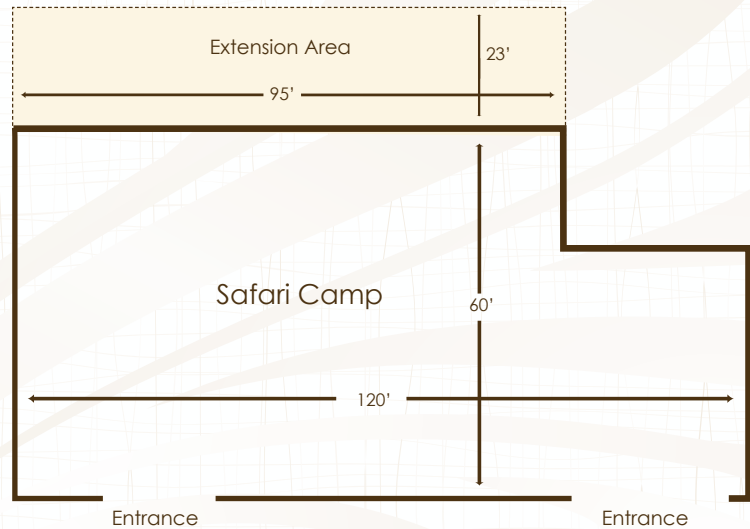 Extension Area
23’
95’
Safari Camp
60’
120’
Entrance
Entrance